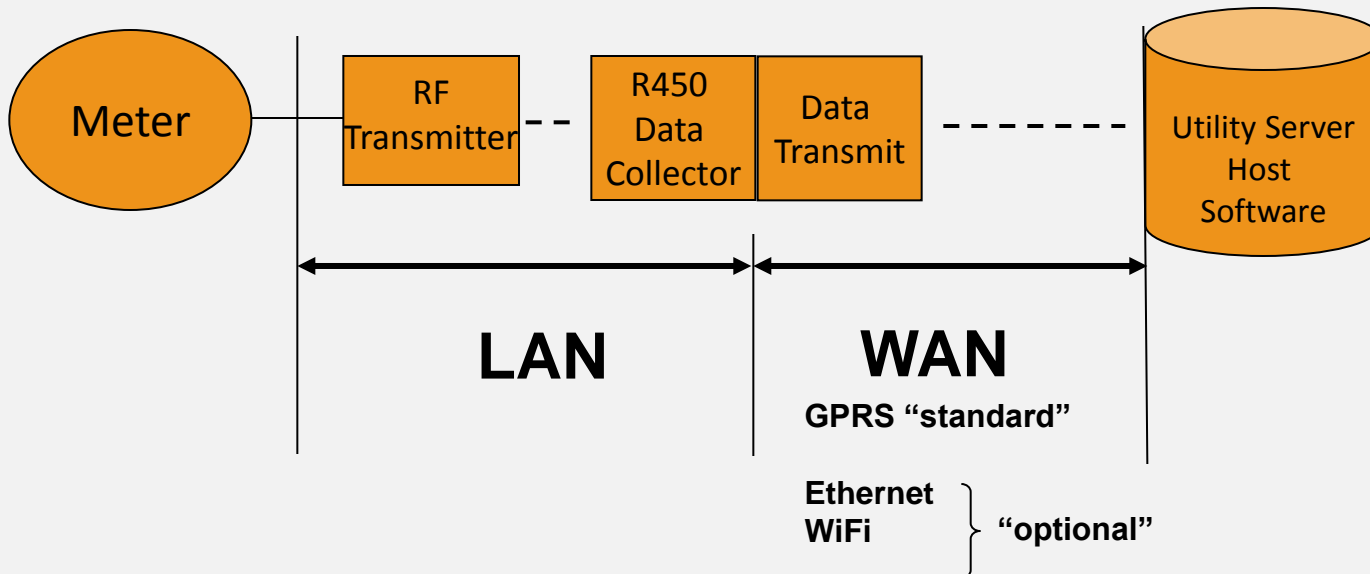 Meter
RF
Transmitter
R450
Data
Collector
Data
Transmit
Utility Server
Host
Software
LAN
WAN
GPRS “standard”
Ethernet
WiFi
“optional”